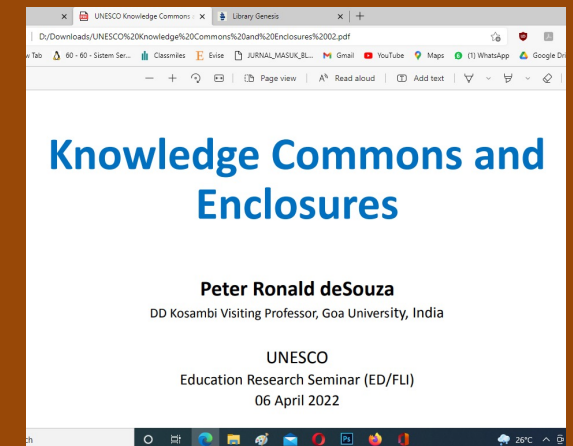 UNESCO Knowledge Commons
Library Genesis
D:/Downloads/UNESCO%20Knowledge%20Commons%20and%20Enclosures%2002.pdf
w Tab 60 - 60 - Sistem Ser... Classmiles Evise JURNAL_MASUK_BL... Gmail YouTube Maps (1) WhatsApp Google Dri
Page view Read aloud Add text
Knowledge Commons and
Enclosures
Peter Ronald deSouza
DD Kosambi Visiting Professor, Goa University, India
UNESCO
Education Research Seminar (ED/FLI)
06 April 2022
ch 26°C